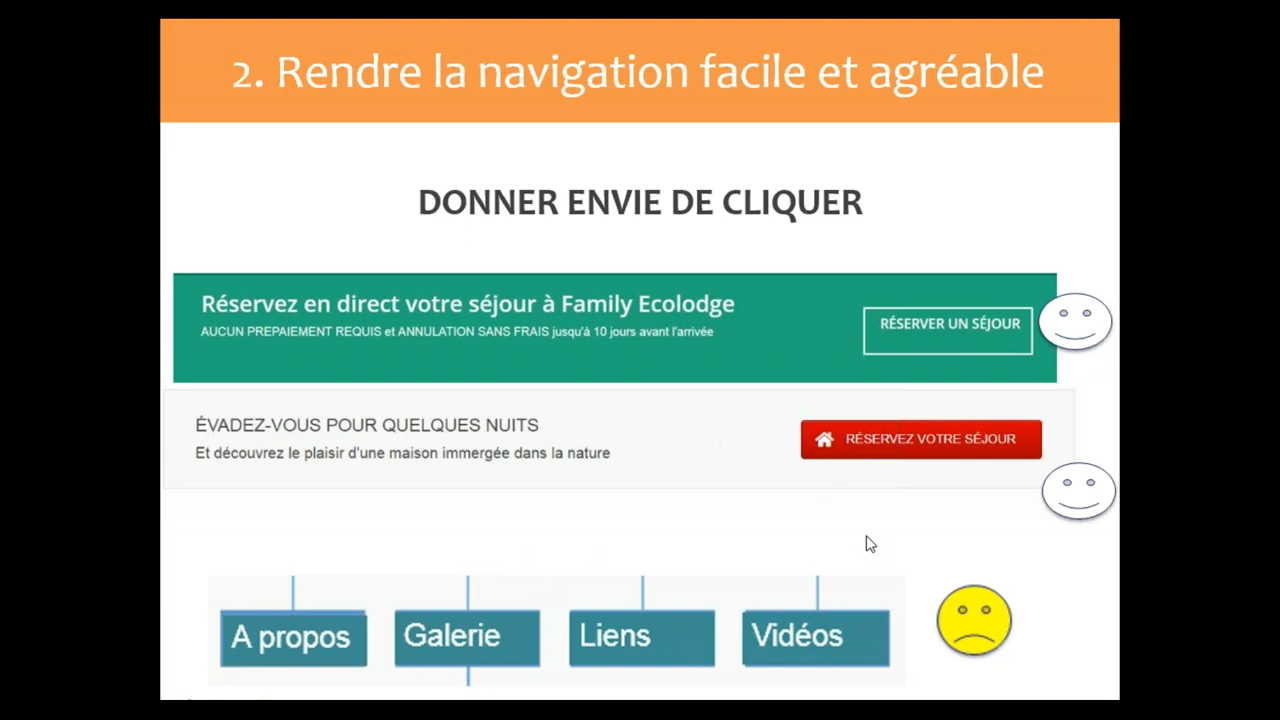 2. Rendre la navigation facile et agréable
DONNER ENVIE DE CLIQUER
Réservez en direct votre séjour à Family Ecolodge
AUCUN PREPAIEMENT REQUIS et ANNULATION SANS FRAIS jusqu'à 10 jours avant l'arrivée
RÉSERVER UN SÉJOUR
ÉVADEZ-VOUS POUR QUELQUES NUITS
Et découvrez le plaisir d'une maison immergée dans la nature
RÉSERVEZ VOTRE SÉJOUR
A propos
Galerie
Liens
Vidéos